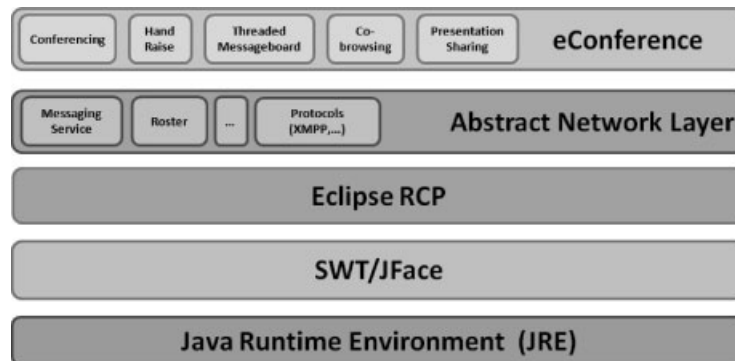 Conferencing
Hand
Raise
Threaded
Messageboard
Co-
browsing
Presentation
Sharing
eConference
Messaging
Service
Roster
...
Protocols
(XMPP,...)
Abstract Network Layer
Eclipse RCP
SWT/JFace
Java Runtime Environment (JRE)